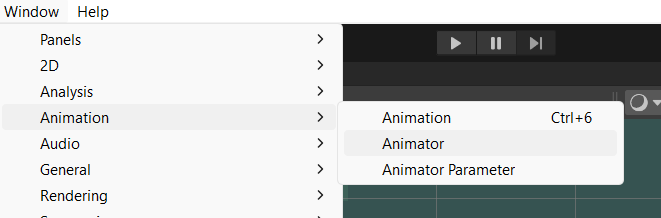 Window Help
Panels
2D
Analysis
Animation
Audio
General
Rendering
Animation Ctrl+6
Animator
Animator Parameter